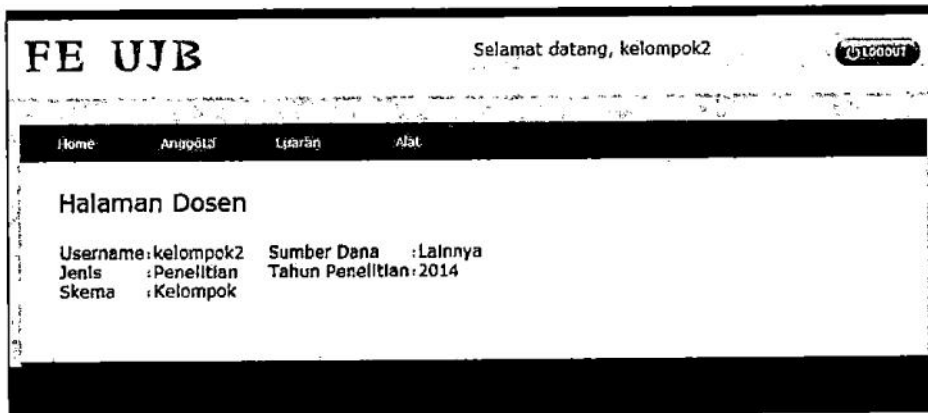 FE UJB
Selamat datang, kelompok2
LOGOUT
Home Anggota Luaran Alat
Halaman Dosen
Username:kelompok2 Sumber Dana :Lainnya
Jenis :Penelitian Tahun Penelitian:2014
Skema :Kelompok